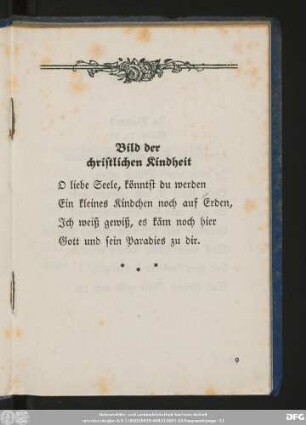 Bild der
christlichen Kindheit
O liebe Seele, könntst du werden
Ein kleines Kindchen noch auf Erden,
Ich weiß gewiß, es käm noch hier
Gott und sein Paradies zu dir.
* * *
9
DFG